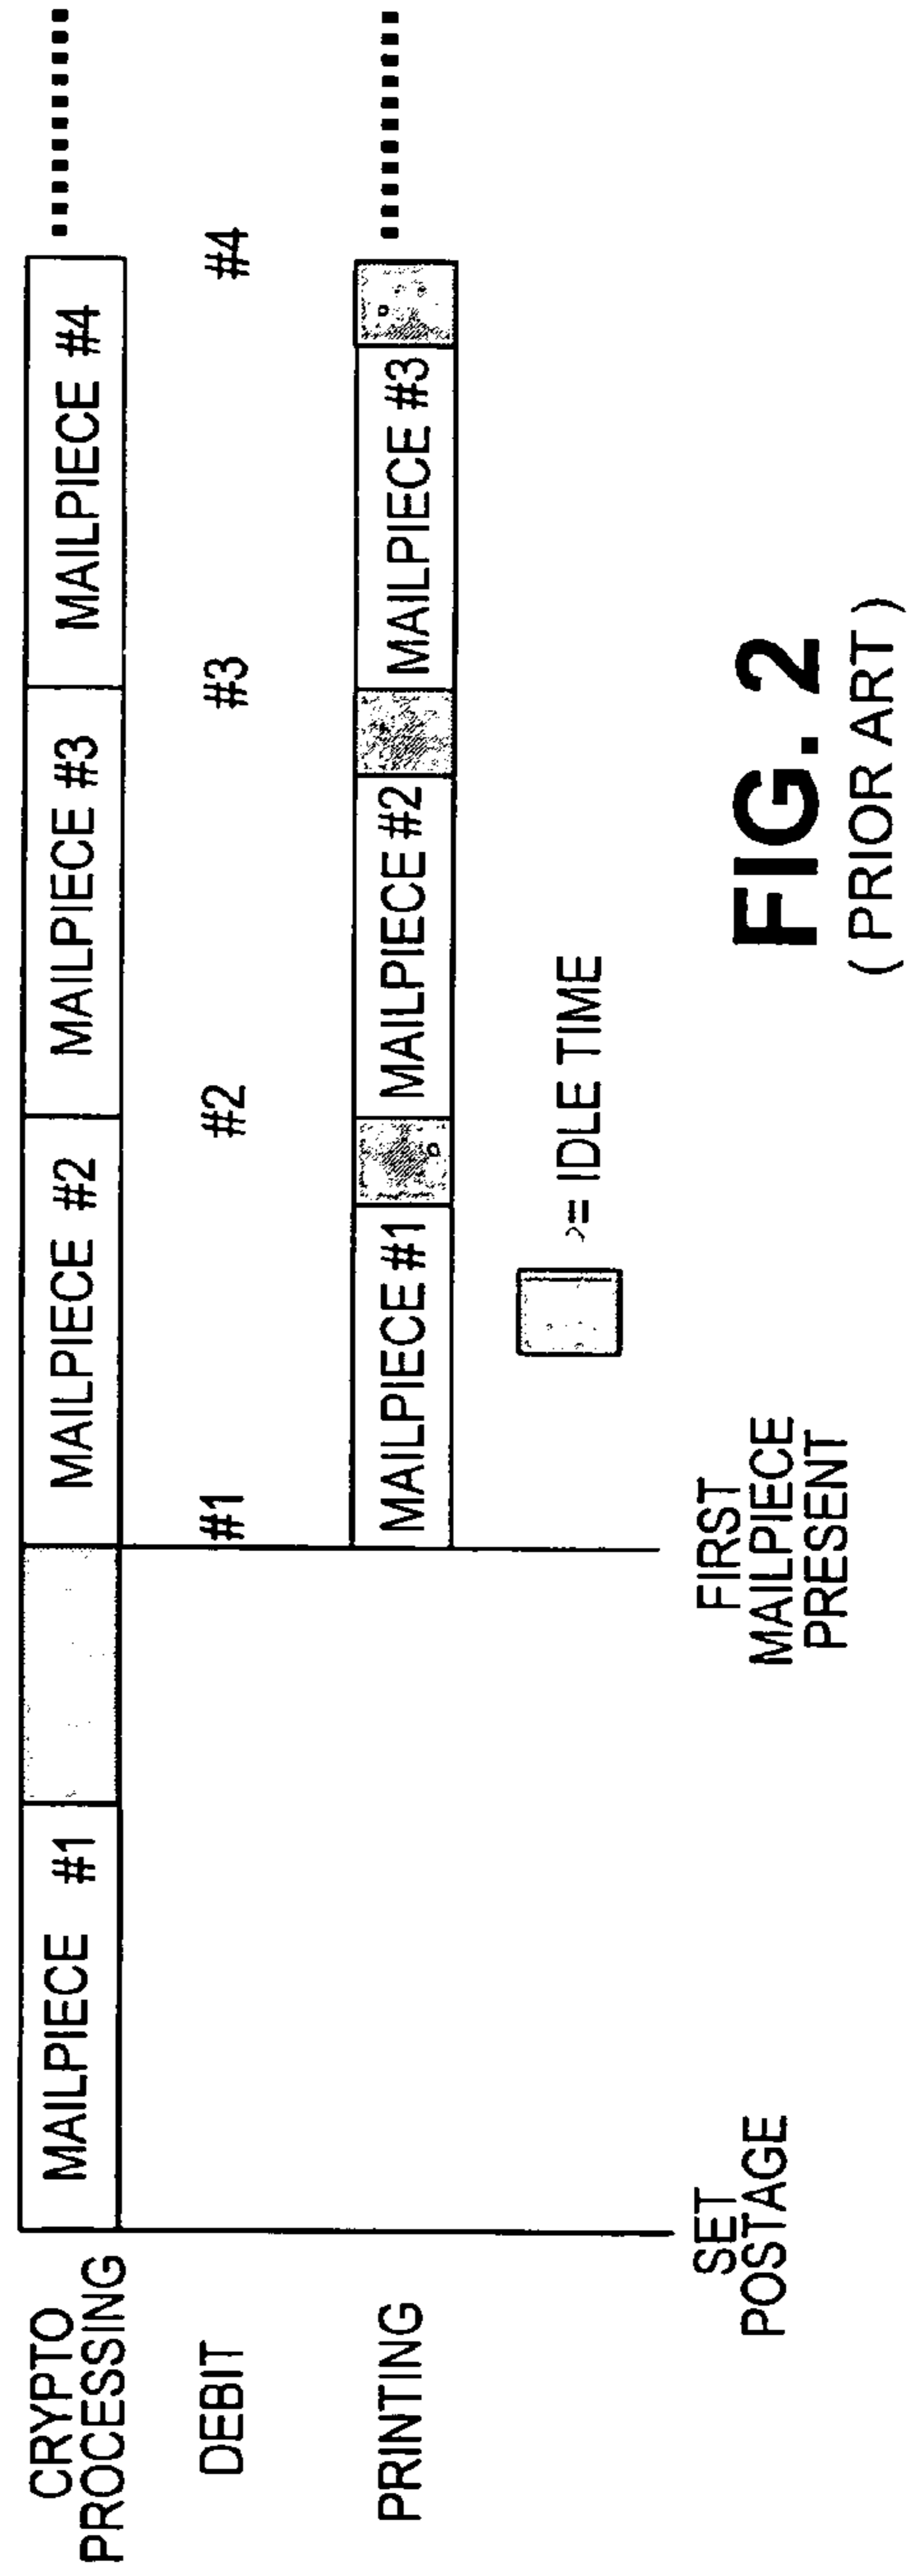 CRYPTO
PROCESSING
MAILPIECE #1
MAILPIECE #2
MAILPIECE #3
MAILPIECE #4
DEBIT
#1
#2
#3
#4
PRINTING
MAILPIECE #1
MAILPIECE #2
MAILPIECE #3
= IDLE TIME
SET
POSTAGE
FIRST
MAILPIECE
PRESENT
FIG. 2
( PRIOR ART )